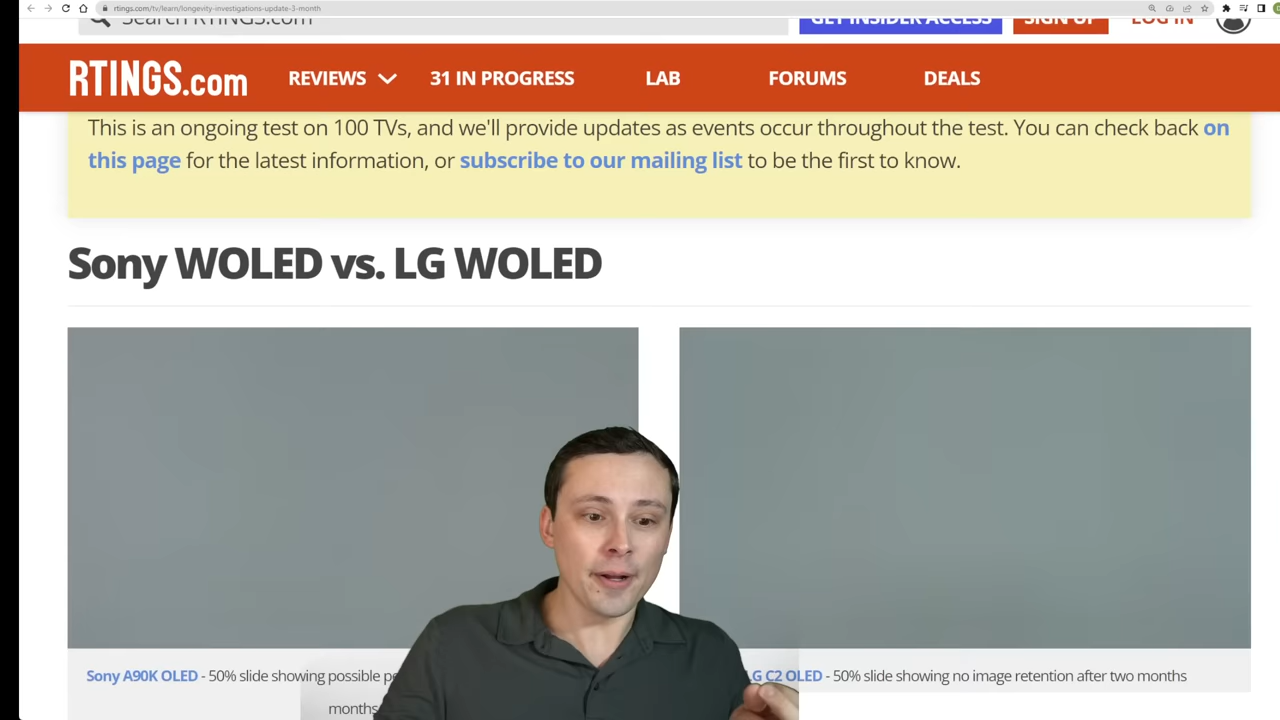 rtings.com/tv/learn/longevity-investigations-update-3-month
Search RTINGS.com
GET INSIDER ACCESS
SIGN UP
LOG IN
RTINGS.com
REVIEWS
31 IN PROGRESS
LAB
FORUMS
DEALS
This is an ongoing test on 100 TVs, and we'll provide updates as events occur throughout the test. You can check back on
this page for the latest information, or subscribe to our mailing list to be the first to know.
Sony WOLED vs. LG WOLED
Sony A90K OLED - 50% slide showing possible
months
C2 OLED - 50% slide showing no image retention after two months